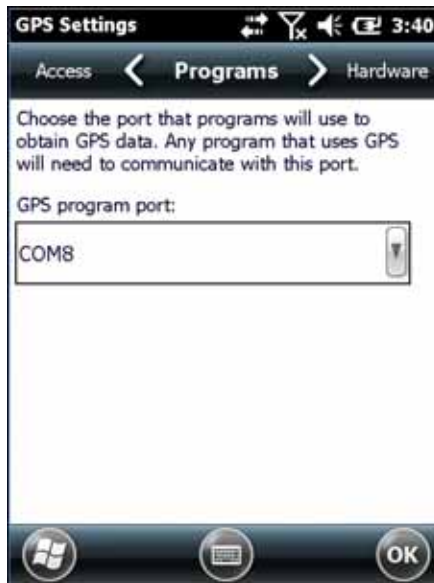 GPS Settings 3:40
Access Programs Hardware
Choose the port that programs will use to
obtain GPS data. Any program that uses GPS
will need to communicate with this port.
GPS program port:
COM8
OK